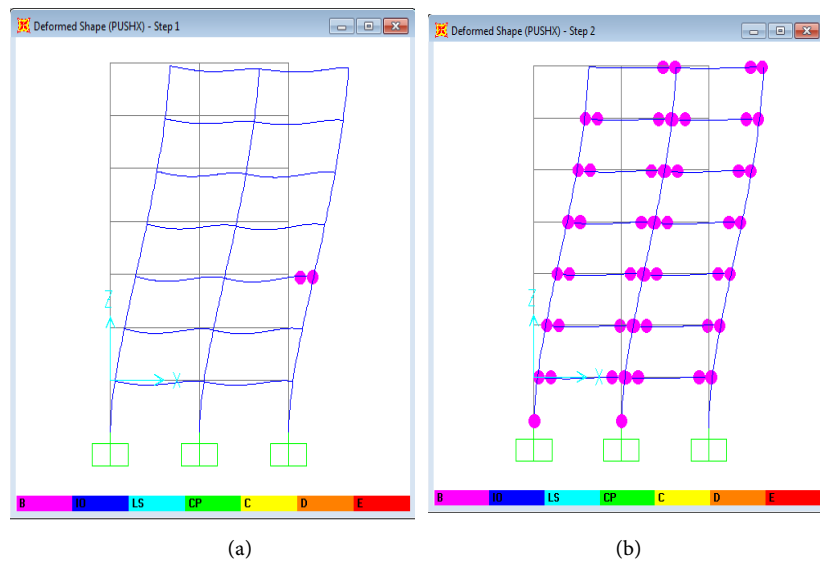 Deformed Shape (PUSHX) - Step 1
Z
X
B IO LS CP C D E
(a)
Deformed Shape (PUSHX) - Step 2
Z
X
B IO LS CP C D E
(b)